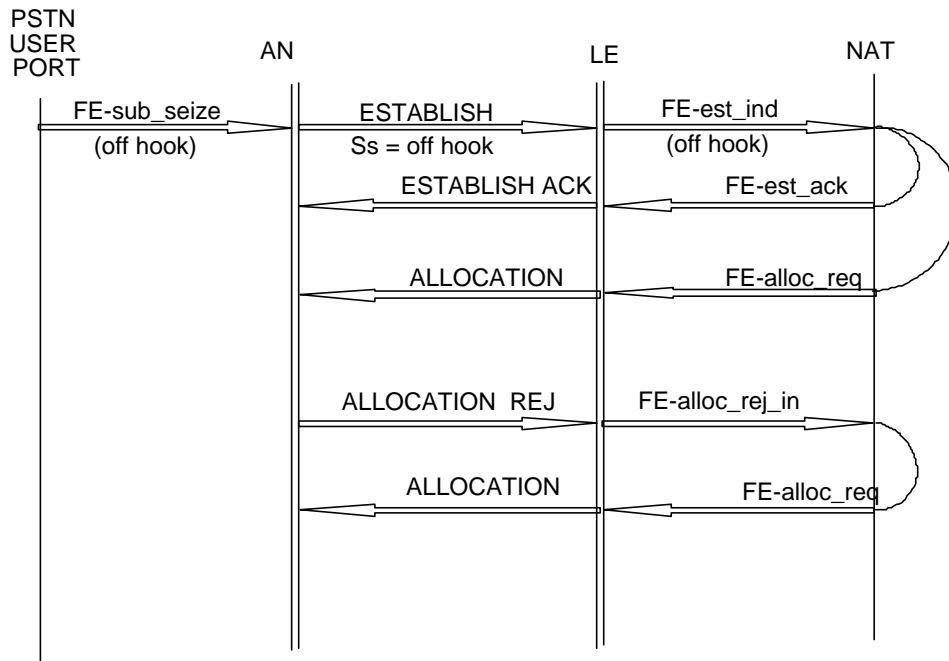 PSTN
USER
PORT
AN
LE
NAT
FE-sub_seize
(off hook)
ESTABLISH
Ss = off hook
FE-est_ind
(off hook)
ESTABLISH ACK
FE-est_ack
ALLOCATION
FE-alloc_req
ALLOCATION REJ
FE-alloc_rej_in
ALLOCATION
FE-alloc_req